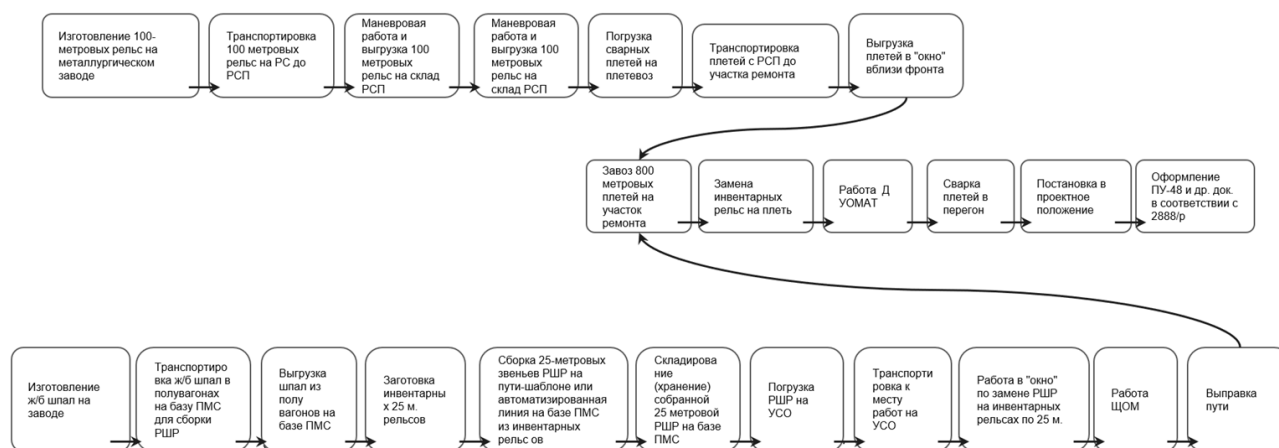 Изготовление 100-
метровых рельс на
металлургическом
заводе
Транспортировка
100 метровых
рельс на РС до
РСП
Маневровая
работа и
выгрузка 100
метровых
рельс на склад
РСП
Маневровая
работа и
выгрузка 100
метровых
рельс на
склад РСП
Погрузка
сварных
плетей на
плетевоз
Транспортировка
плетей с РСП до
участка ремонта
Выгрузка
плетей в "окно"
вблизи фронта
Завоз 800
метровых
плетей на
участок
ремонта
Замена
инвентарных
рельс на плеть
Работа Д
УОМАТ
Сварка
плетей в
перегон
Постановка в
проектное
положение
Оформление
ПУ-48 и др. док.
в соответствии с
2888/р
Изготовление
ж/б шпал на
заводе
Транспортиро
вка ж/б шпал в
полувагонах
на базу ПМС
для сборки
РШР
Выгрузка
шпал из
полу
вагонов на
базе ПМС
Заготовка
инвентарны
х 25 м.
рельсов
Сборка 25-метровых
звеньев РШР на
пути-шаблоне или
автоматизированная
линия на базе ПМС
из инвентарных
рельс ов
Складирова
ние
(хранение)
собранной
25 метровой
РШР на базе
ПМС
Погрузка
РШР на
УСО
Транспорти
ровка к
месту
работ на
УСО
Работа в "окно"
по замене РШР
на инвентарных
рельсах по 25 м.
Работа
ЩОМ
Выправка
пути